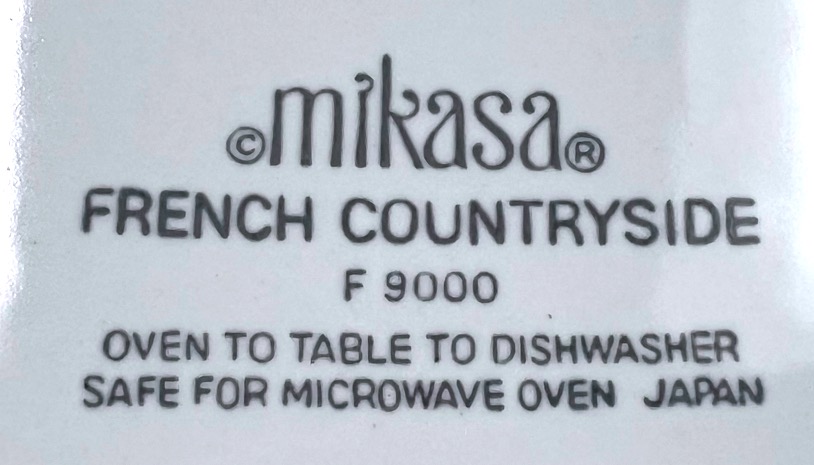 ©mikasa®
FRENCH COUNTRYSIDE
F 9000
OVEN TO TABLE TO DISHWASHER
SAFE FOR MICROWAVE OVEN JAPAN